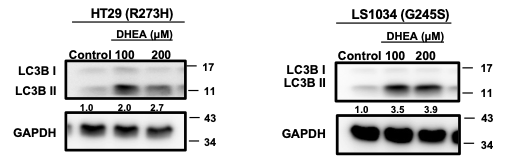 HT29 (R273H)
DHEA (μM)
Control 100 200
LC3B I
17
LC3B II
11
1.0 2.0 2.7
GAPDH
43
34
LS1034 (G245S)
DHEA (μM)
Control 100 200
LC3B I
17
LC3B II
11
1.0 3.5 3.9
GAPDH
43
34